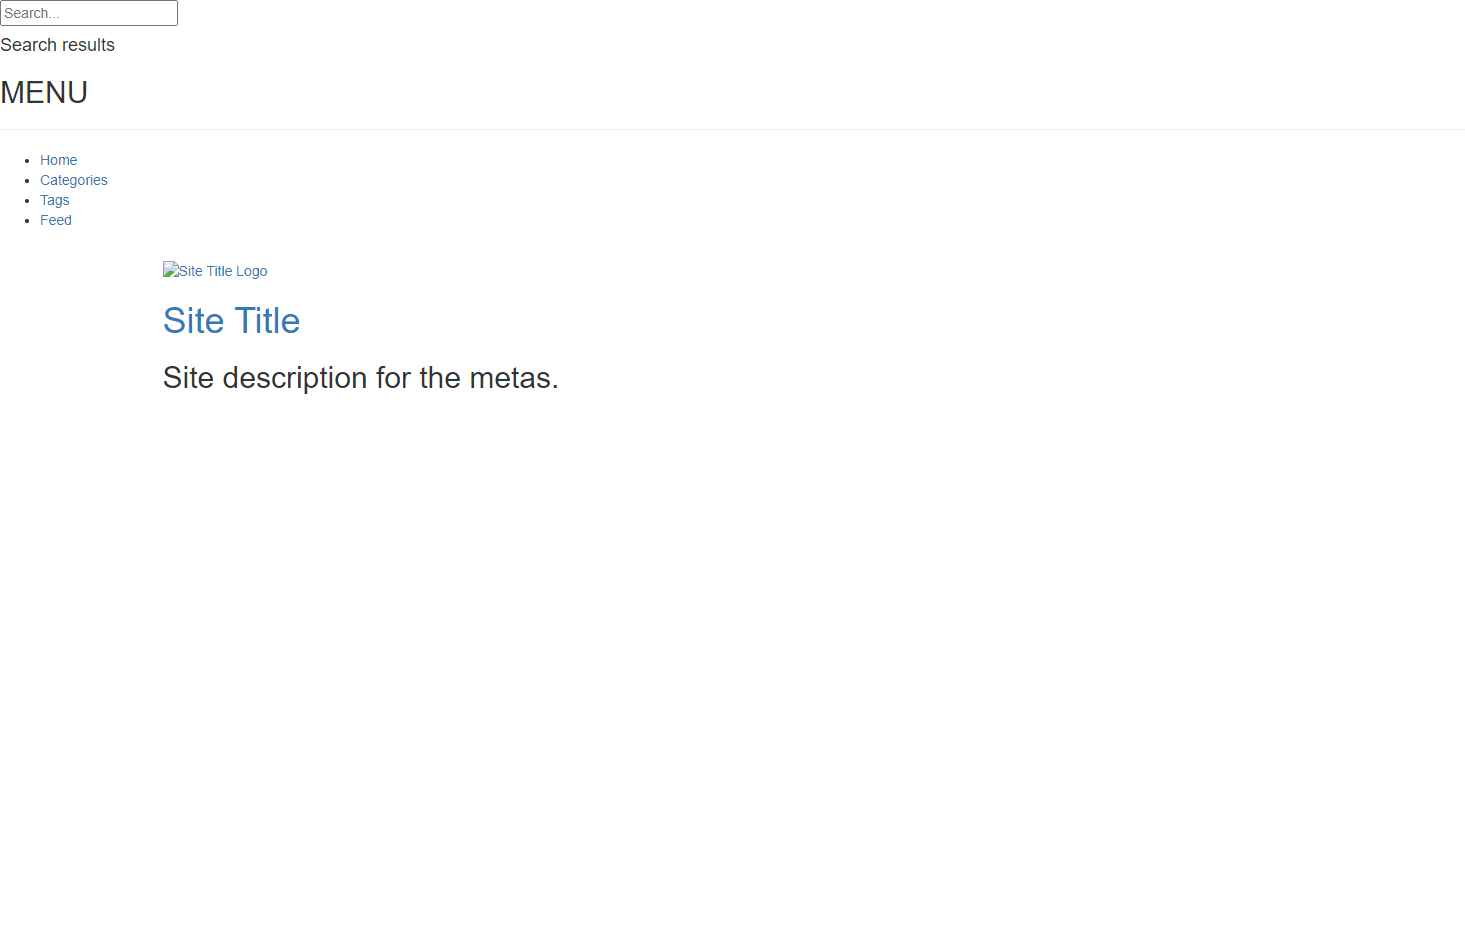 Search...
Search results
MENU
Home
Categories
Tags
Feed
Site Title Logo
Site Title
Site description for the metas.